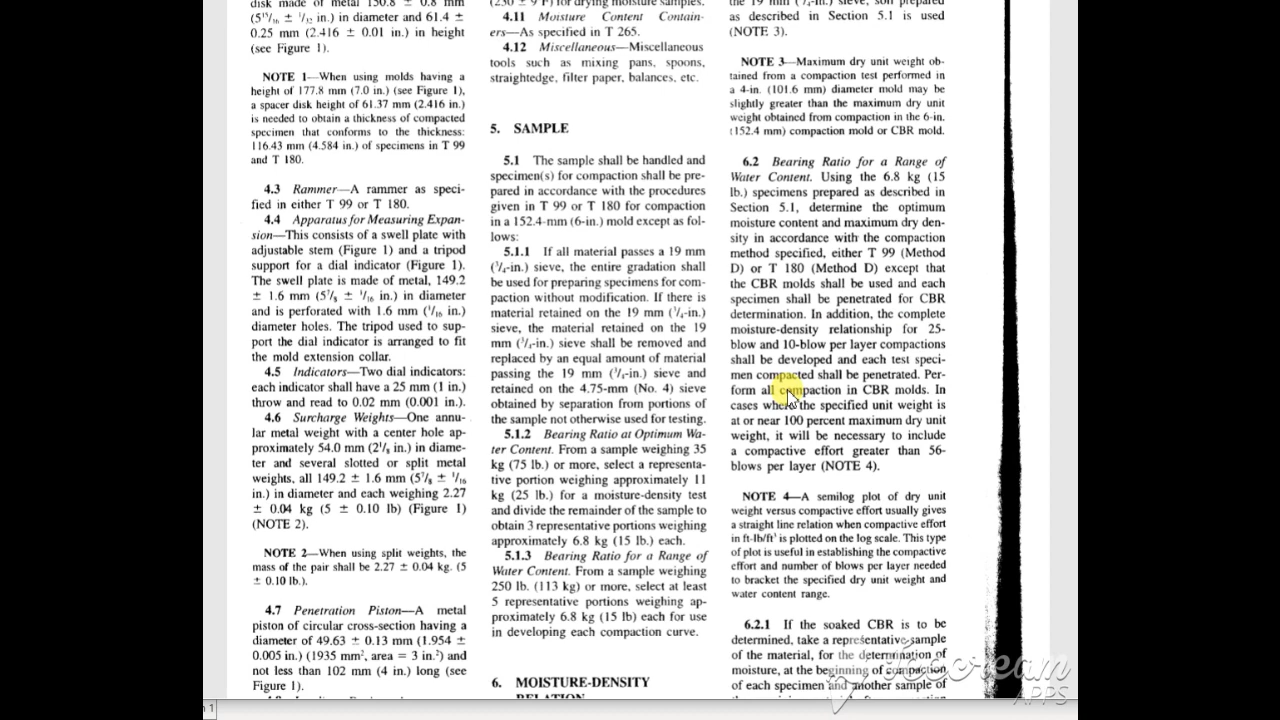 disk made of metal 150.8 ± 0.8 mm
(5 15/16 ± 1/32 in.) in diameter and 61.4 ±
0.25 mm (2.416 ± 0.01 in.) in height
(see Figure 1).
NOTE 1—When using molds having a
height of 177.8 mm (7.0 in.) (see Figure 1),
a spacer disk height of 61.37 mm (2.416 in.)
is needed to obtain a thickness of compacted
specimen that conforms to the thickness:
116.43 mm (4.584 in.) of specimens in T 99
and T 180.
4.3 Rammer—A rammer as speci-
fied in either T 99 or T 180.
4.4 Apparatus for Measuring Expan-
sion—This consists of a swell plate with
adjustable stem (Figure 1) and a tripod
support for a dial indicator (Figure 1).
The swell plate is made of metal, 149.2
± 1.6 mm (5 7/8 ± 1/16 in.) in diameter
and is perforated with 1.6 mm (1/16 in.)
diameter holes. The tripod used to sup-
port the dial indicator is arranged to fit
the mold extension collar.
4.5 Indicators—Two dial indicators:
each indicator shall have a 25 mm (1 in.)
throw and read to 0.02 mm (0.001 in.).
4.6 Surcharge Weights—One annu-
lar metal weight with a center hole ap-
proximately 54.0 mm (2 1/8 in.) in diame-
ter and several slotted or split metal
weights, all 149.2 ± 1.6 mm (5 7/8 ± 1/16
in.) in diameter and each weighing 2.27
± 0.04 kg (5 ± 0.10 lb) (Figure 1)
(NOTE 2).
NOTE 2—When using split weights, the
mass of the pair shall be 2.27 ± 0.04 kg. (5
± 0.10 lb.).
4.7 Penetration Piston—A metal
piston of circular cross-section having a
diameter of 49.63 ± 0.13 mm (1.954 ±
0.005 in.) (1935 mm², area = 3 in.²) and
not less than 102 mm (4 in.) long (see
Figure 1).
(230 ± 9 F) for drying moisture samples.
4.11 Moisture Content Contain-
ers—As specified in T 265.
4.12 Miscellaneous—Miscellaneous
tools such as mixing pans, spoons,
straightedge, filter paper, balances, etc.
5. SAMPLE
5.1 The sample shall be handled and
specimen(s) for compaction shall be pre-
pared in accordance with the procedures
given in T 99 or T 180 for compaction
in a 152.4-mm (6-in.) mold except as fol-
lows:
5.1.1 If all material passes a 19 mm
(3/4-in.) sieve, the entire gradation shall
be used for preparing specimens for com-
paction without modification. If there is
material retained on the 19 mm (3/4-in.)
sieve, the material retained on the 19
mm (3/4-in.) sieve shall be removed and
replaced by an equal amount of material
passing the 19 mm (3/4-in.) sieve and
retained on the 4.75-mm (No. 4) sieve
obtained by separation from portions of
the sample not otherwise used for testing.
5.1.2 Bearing Ratio at Optimum Wa-
ter Content. From a sample weighing 35
kg (75 lb.) or more, select a representa-
tive portion weighing approximately 11
kg (25 lb.) for a moisture-density test
and divide the remainder of the sample to
obtain 3 representative portions weighing
approximately 6.8 kg (15 lb.) each.
5.1.3 Bearing Ratio for a Range of
Water Content. From a sample weighing
250 lb. (113 kg) or more, select at least
5 representative portions weighing ap-
proximately 6.8 kg (15 lb) each for use
in developing each compaction curve.
6. MOISTURE-DENSITY
RELATION
the 19 mm (3/4-in.) sieve, soil prepared
as described in Section 5.1 is used
(NOTE 3).
NOTE 3—Maximum dry unit weight ob-
tained from a compaction test performed in
a 4-in. (101.6 mm) diameter mold may be
slightly greater than the maximum dry unit
weight obtained from compaction in the 6-in.
(152.4 mm) compaction mold or CBR mold.
6.2 Bearing Ratio for a Range of
Water Content. Using the 6.8 kg (15
lb.) specimens prepared as described in
Section 5.1, determine the optimum
moisture content and maximum dry den-
sity in accordance with the compaction
method specified, either T 99 (Method
D) or T 180 (Method D) except that
the CBR molds shall be used and each
specimen shall be penetrated for CBR
determination. In addition, the complete
moisture-density relationship for 25-
blow and 10-blow per layer compactions
shall be developed and each test speci-
men compacted shall be penetrated. Per-
form all compaction in CBR molds. In
cases where the specified unit weight is
at or near 100 percent maximum dry unit
weight, it will be necessary to include
a compactive effort greater than 56-
blows per layer (NOTE 4).
NOTE 4—A semilog plot of dry unit
weight versus compactive effort usually gives
a straight line relation when compactive effort
in ft-lb/ft³ is plotted on the log scale. This type
of plot is useful in establishing the compactive
effort and number of blows per layer needed
to bracket the specified dry unit weight and
water content range.
6.2.1 If the soaked CBR is to be
determined, take a representative sample
of the material, for the determination of
moisture, at the beginning of compaction
of each specimen and another sample of
icecream
APPS
n 1